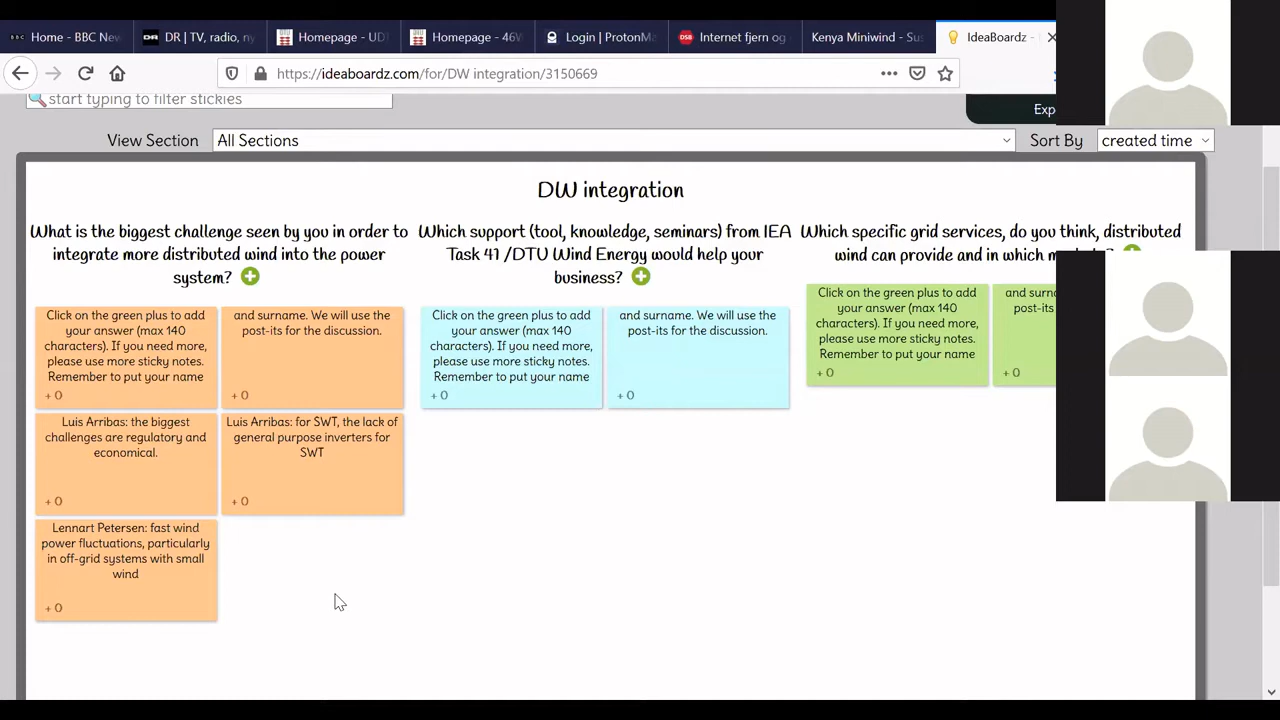 Home - BBC New
DR | TV, radio, ny
Homepage - UDT
Homepage - 46W
Login | ProtonMa
Internet fjern og
Kenya Miniwind - Sus
IdeaBoardz -
https://ideaboardz.com/for/DW integration/3150669
start typing to filter stickies
Exp
View Section
All Sections
Sort By
created time
DW integration
What is the biggest challenge seen by you in order to
integrate more distributed wind into the power
system?
Click on the green plus to add
your answer (max 140
characters). If you need more,
please use more sticky notes.
Remember to put your name
+ 0
and surname. We will use the
post-its for the discussion.
+ 0
Luis Arribas: the biggest
challenges are regulatory and
economical.
+ 0
Luis Arribas: for SWT, the lack of
general purpose inverters for
SWT
+ 0
Lennart Petersen: fast wind
power fluctuations, particularly
in off-grid systems with small
wind
+ 0
Which support (tool, knowledge, seminars) from IEA
Task 41 /DTU Wind Energy would help your
business?
Click on the green plus to add
your answer (max 140
characters). If you need more,
please use more sticky notes.
Remember to put your name
+ 0
and surname. We will use the
post-its for the discussion.
+ 0
Which specific grid services, do you think, distributed
wind can provide and in which m
Click on the green plus to add
your answer (max 140
characters). If you need more,
please use more sticky notes.
Remember to put your name
+ 0
and surn
post-its
+ 0